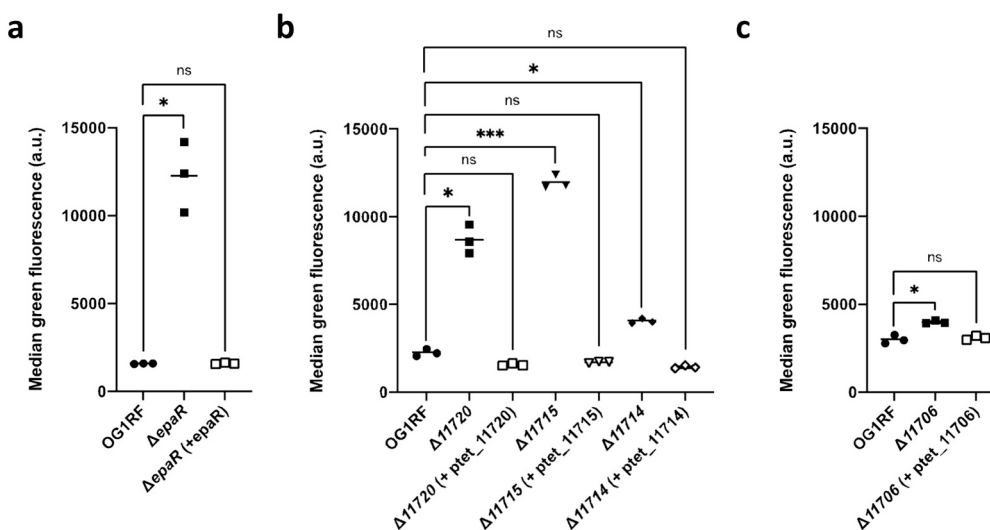 a
Median green fluorescence (a.u.)
15000
10000
5000
0
ns
*
OG1RF
ΔepaR
ΔepaR (+epaR)
b
Median green fluorescence (a.u.)
15000
10000
5000
0
ns
*
ns
***
ns
*
OG1RF
Δ11720
Δ11720 (+ ptet_11720)
Δ11715
Δ11715 (+ ptet_11715)
Δ11714
Δ11714 (+ ptet_11714)
c
Median green fluorescence (a.u.)
15000
10000
5000
0
ns
*
OG1RF
Δ11706
Δ11706 (+ ptet_11706)